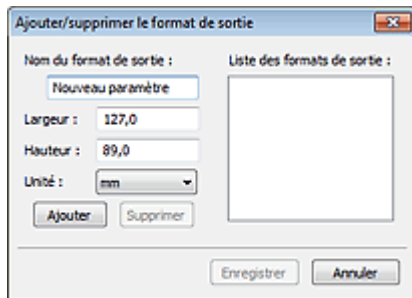 Ajouter/supprimer le format de sortie
Nom du format de sortie :
Nouveau paramètre
Largeur : 127,0
Hauteur : 89,0
Unité : mm
Ajouter Supprimer
Liste des formats de sortie :
Enregistrer Annuler